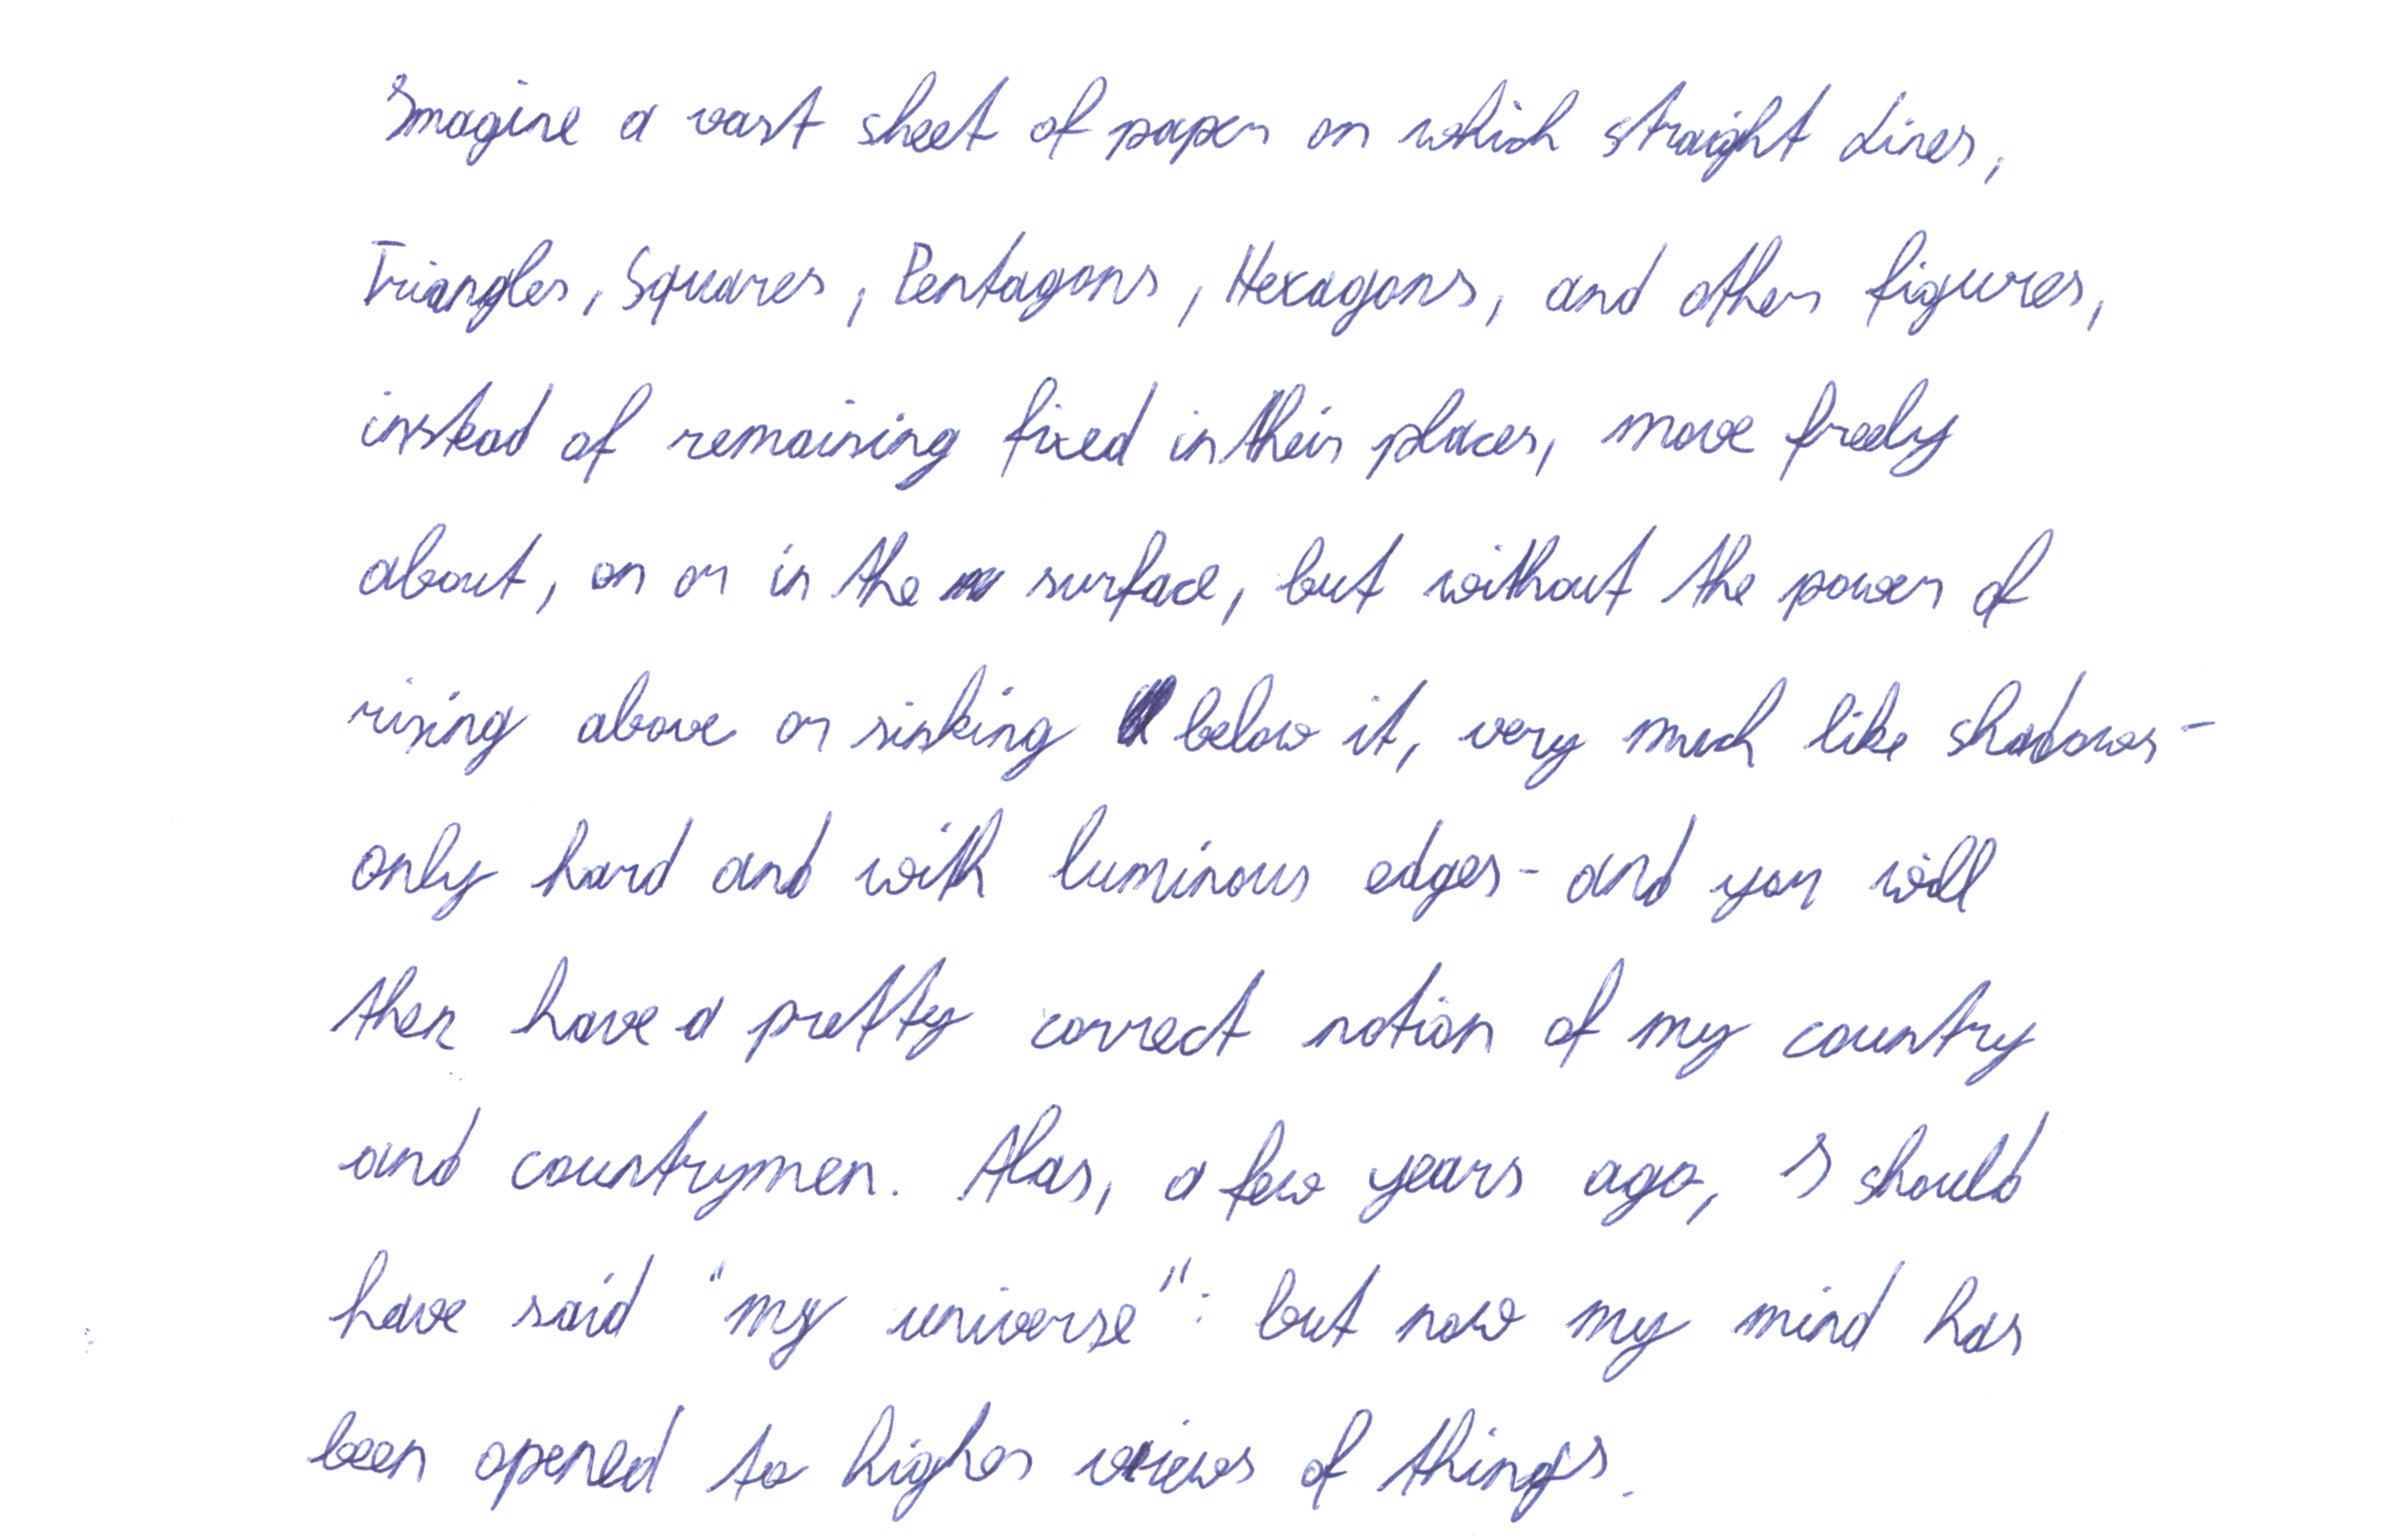 Imagine a vast sheet of paper on which straight Lines,
Triangles, Squares, Pentagons, Hexagons, and other figures,
instead of remaining fixed in their places, move freely
about, on or in the surface, but without the power of
rising above or sinking below it, very much like shadows -
only hard and with luminous edges - and you will
then have a pretty correct notion of my country
and countrymen. Alas, a few years ago, I should
have said "my universe": but now my mind has
been opened to higher views of things.